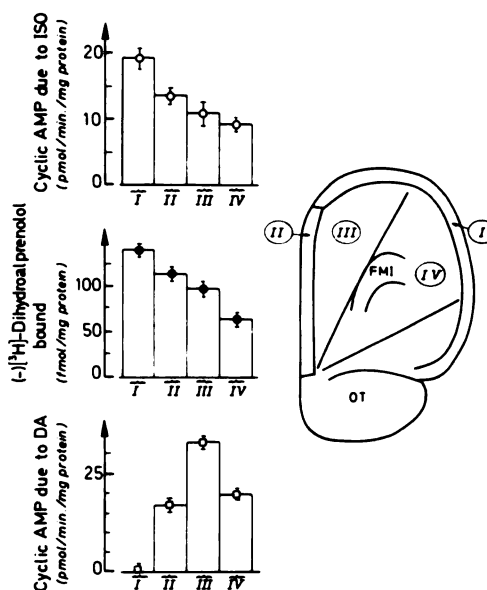 Cyclic AMP due to ISO
(pmol/min./mg protein)
20
10
0
I II III IV
(-)[³H]-Dihydroalprenolol
bound
(fmol/mg protein)
100
50
0
I II III IV
Cyclic AMP due to DA
(pmol/min./mg protein)
25
0
I II III IV
II III I
FMI IV
OT